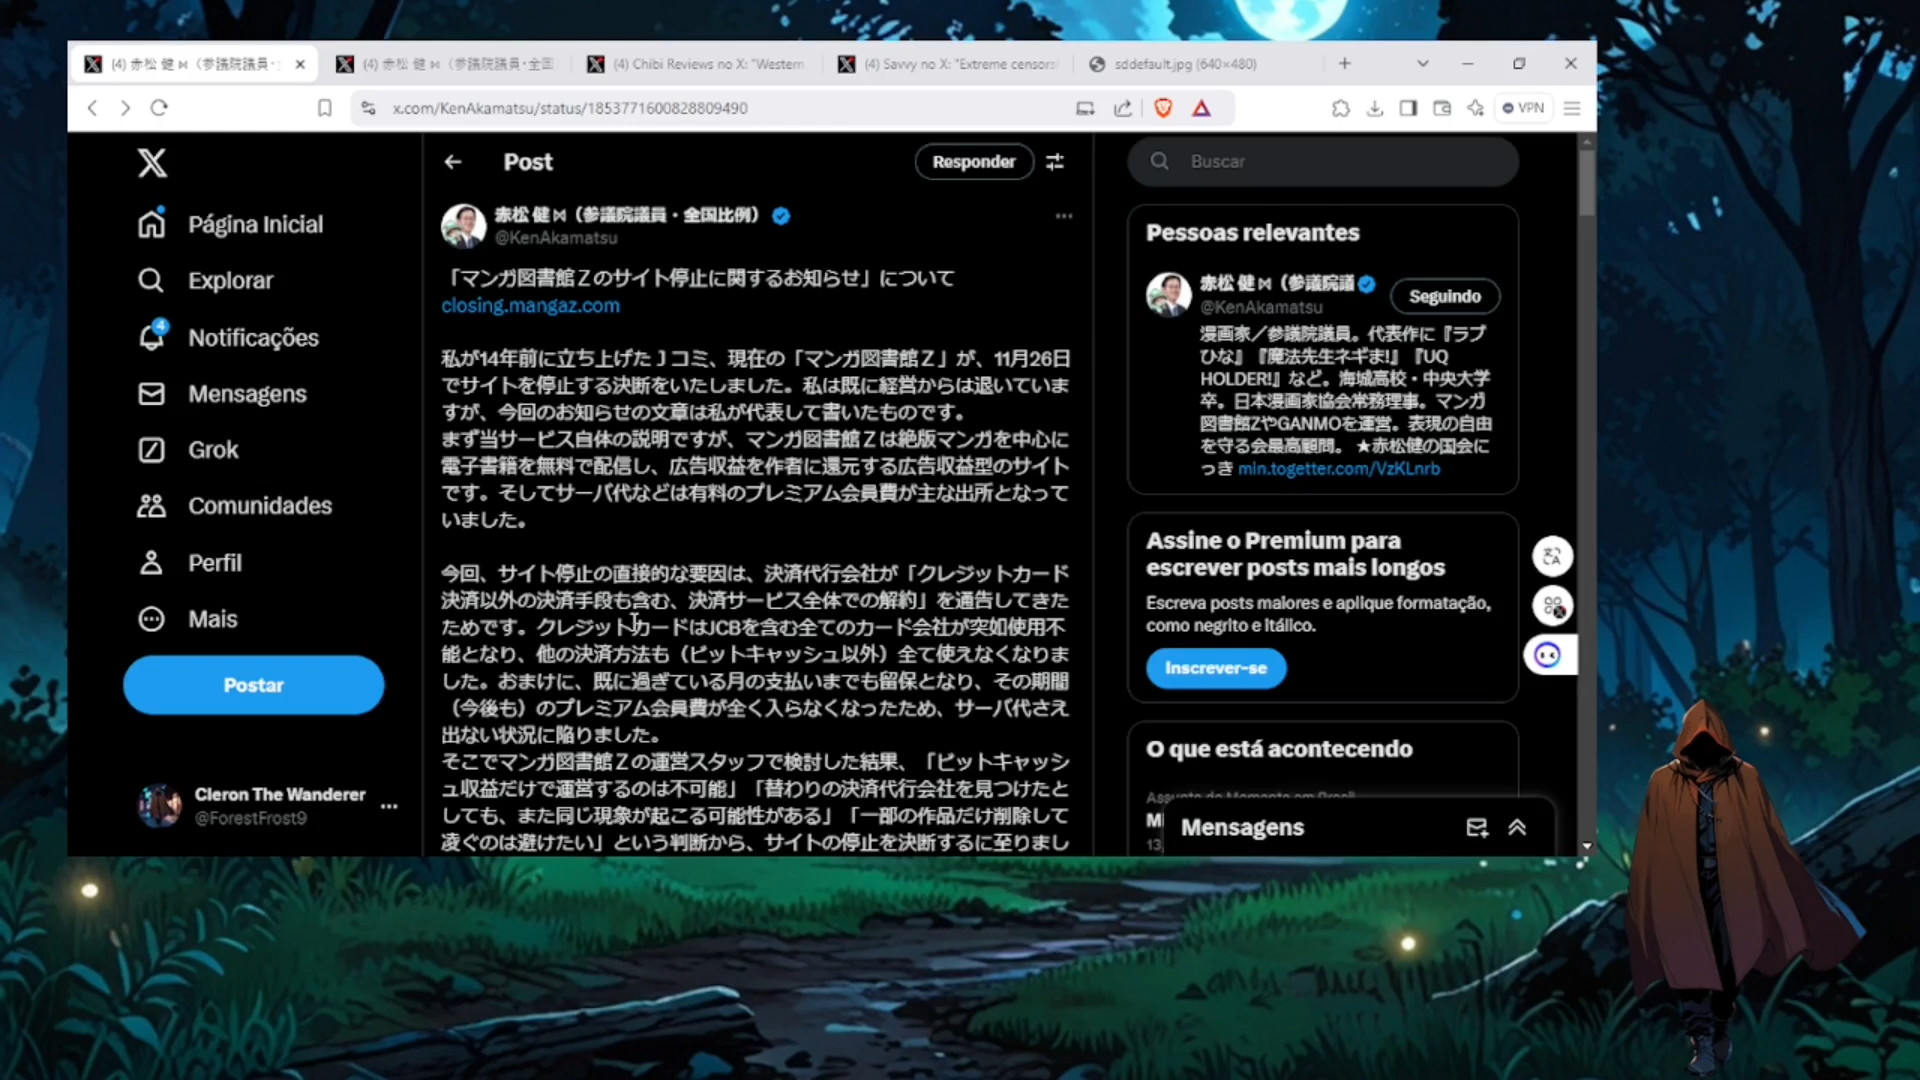 (4) 赤松 健 ⋈（参議院議員・
(4) 赤松 健 ⋈（参議院議員・全国
(4) Chibi Reviews no X: "Western
(4) Savvy no X: "Extreme censors
sddefault.jpg (640×480)
x.com/KenAkamatsu/status/1853771600828809490
VPN
Página Inicial
Explorar
4
Notificações
Mensagens
Grok
Comunidades
Perfil
Mais
Postar
Cleron The Wanderer
@ForestFrost9
Post
Responder
赤松 健 ⋈（参議院議員・全国比例）
@KenAkamatsu
「マンガ図書館Ｚのサイト停止に関するお知らせ」について
closing.mangaz.com
私が14年前に立ち上げたＪコミ、現在の「マンガ図書館Ｚ」が、11月26日
でサイトを停止する決断をいたしました。私は既に経営からは退いていま
すが、今回のお知らせの文章は私が代表して書いたものです。
まず当サービス自体の説明ですが、マンガ図書館Ｚは絶版マンガを中心に
電子書籍を無料で配信し、広告収益を作者に還元する広告収益型のサイト
です。そしてサーバ代などは有料のプレミアム会員費が主な出所となって
いました。
今回、サイト停止の直接的な要因は、決済代行会社が「クレジットカード
決済以外の決済手段も含む、決済サービス全体での解約」を通告してきた
ためです。クレジットカードはJCBを含む全てのカード会社が突如使用不
能となり、他の決済方法も（ビットキャッシュ以外）全て使えなくなりま
した。おまけに、既に過ぎている月の支払いまでも留保となり、その期間
（今後も）のプレミアム会員費が全く入らなくなったため、サーバ代さえ
出ない状況に陥りました。
そこでマンガ図書館Ｚの運営スタッフで検討した結果、「ビットキャッシ
ュ収益だけで運営するのは不可能」「替わりの決済代行会社を見つけたと
しても、また同じ現象が起こる可能性がある」「一部の作品だけ削除して
凌ぐのは避けたい」という判断から、サイトの停止を決断するに至りまし
Buscar
Pessoas relevantes
赤松 健 ⋈（参議院議
@KenAkamatsu
Seguindo
漫画家／参議院議員。代表作に『ラブ
ひな』『魔法先生ネギま!』『UQ
HOLDER!』など。海城高校・中央大学
卒。日本漫画家協会常務理事。マンガ
図書館ZやGANMOを運営。表現の自由
を守る会最高顧問。 ★赤松健の国会に
っき min.togetter.com/VzKLnrb
Assine o Premium para
escrever posts mais longos
Escreva posts maiores e aplique formatação,
como negrito e itálico.
Inscrever-se
O que está acontecendo
Mensagens